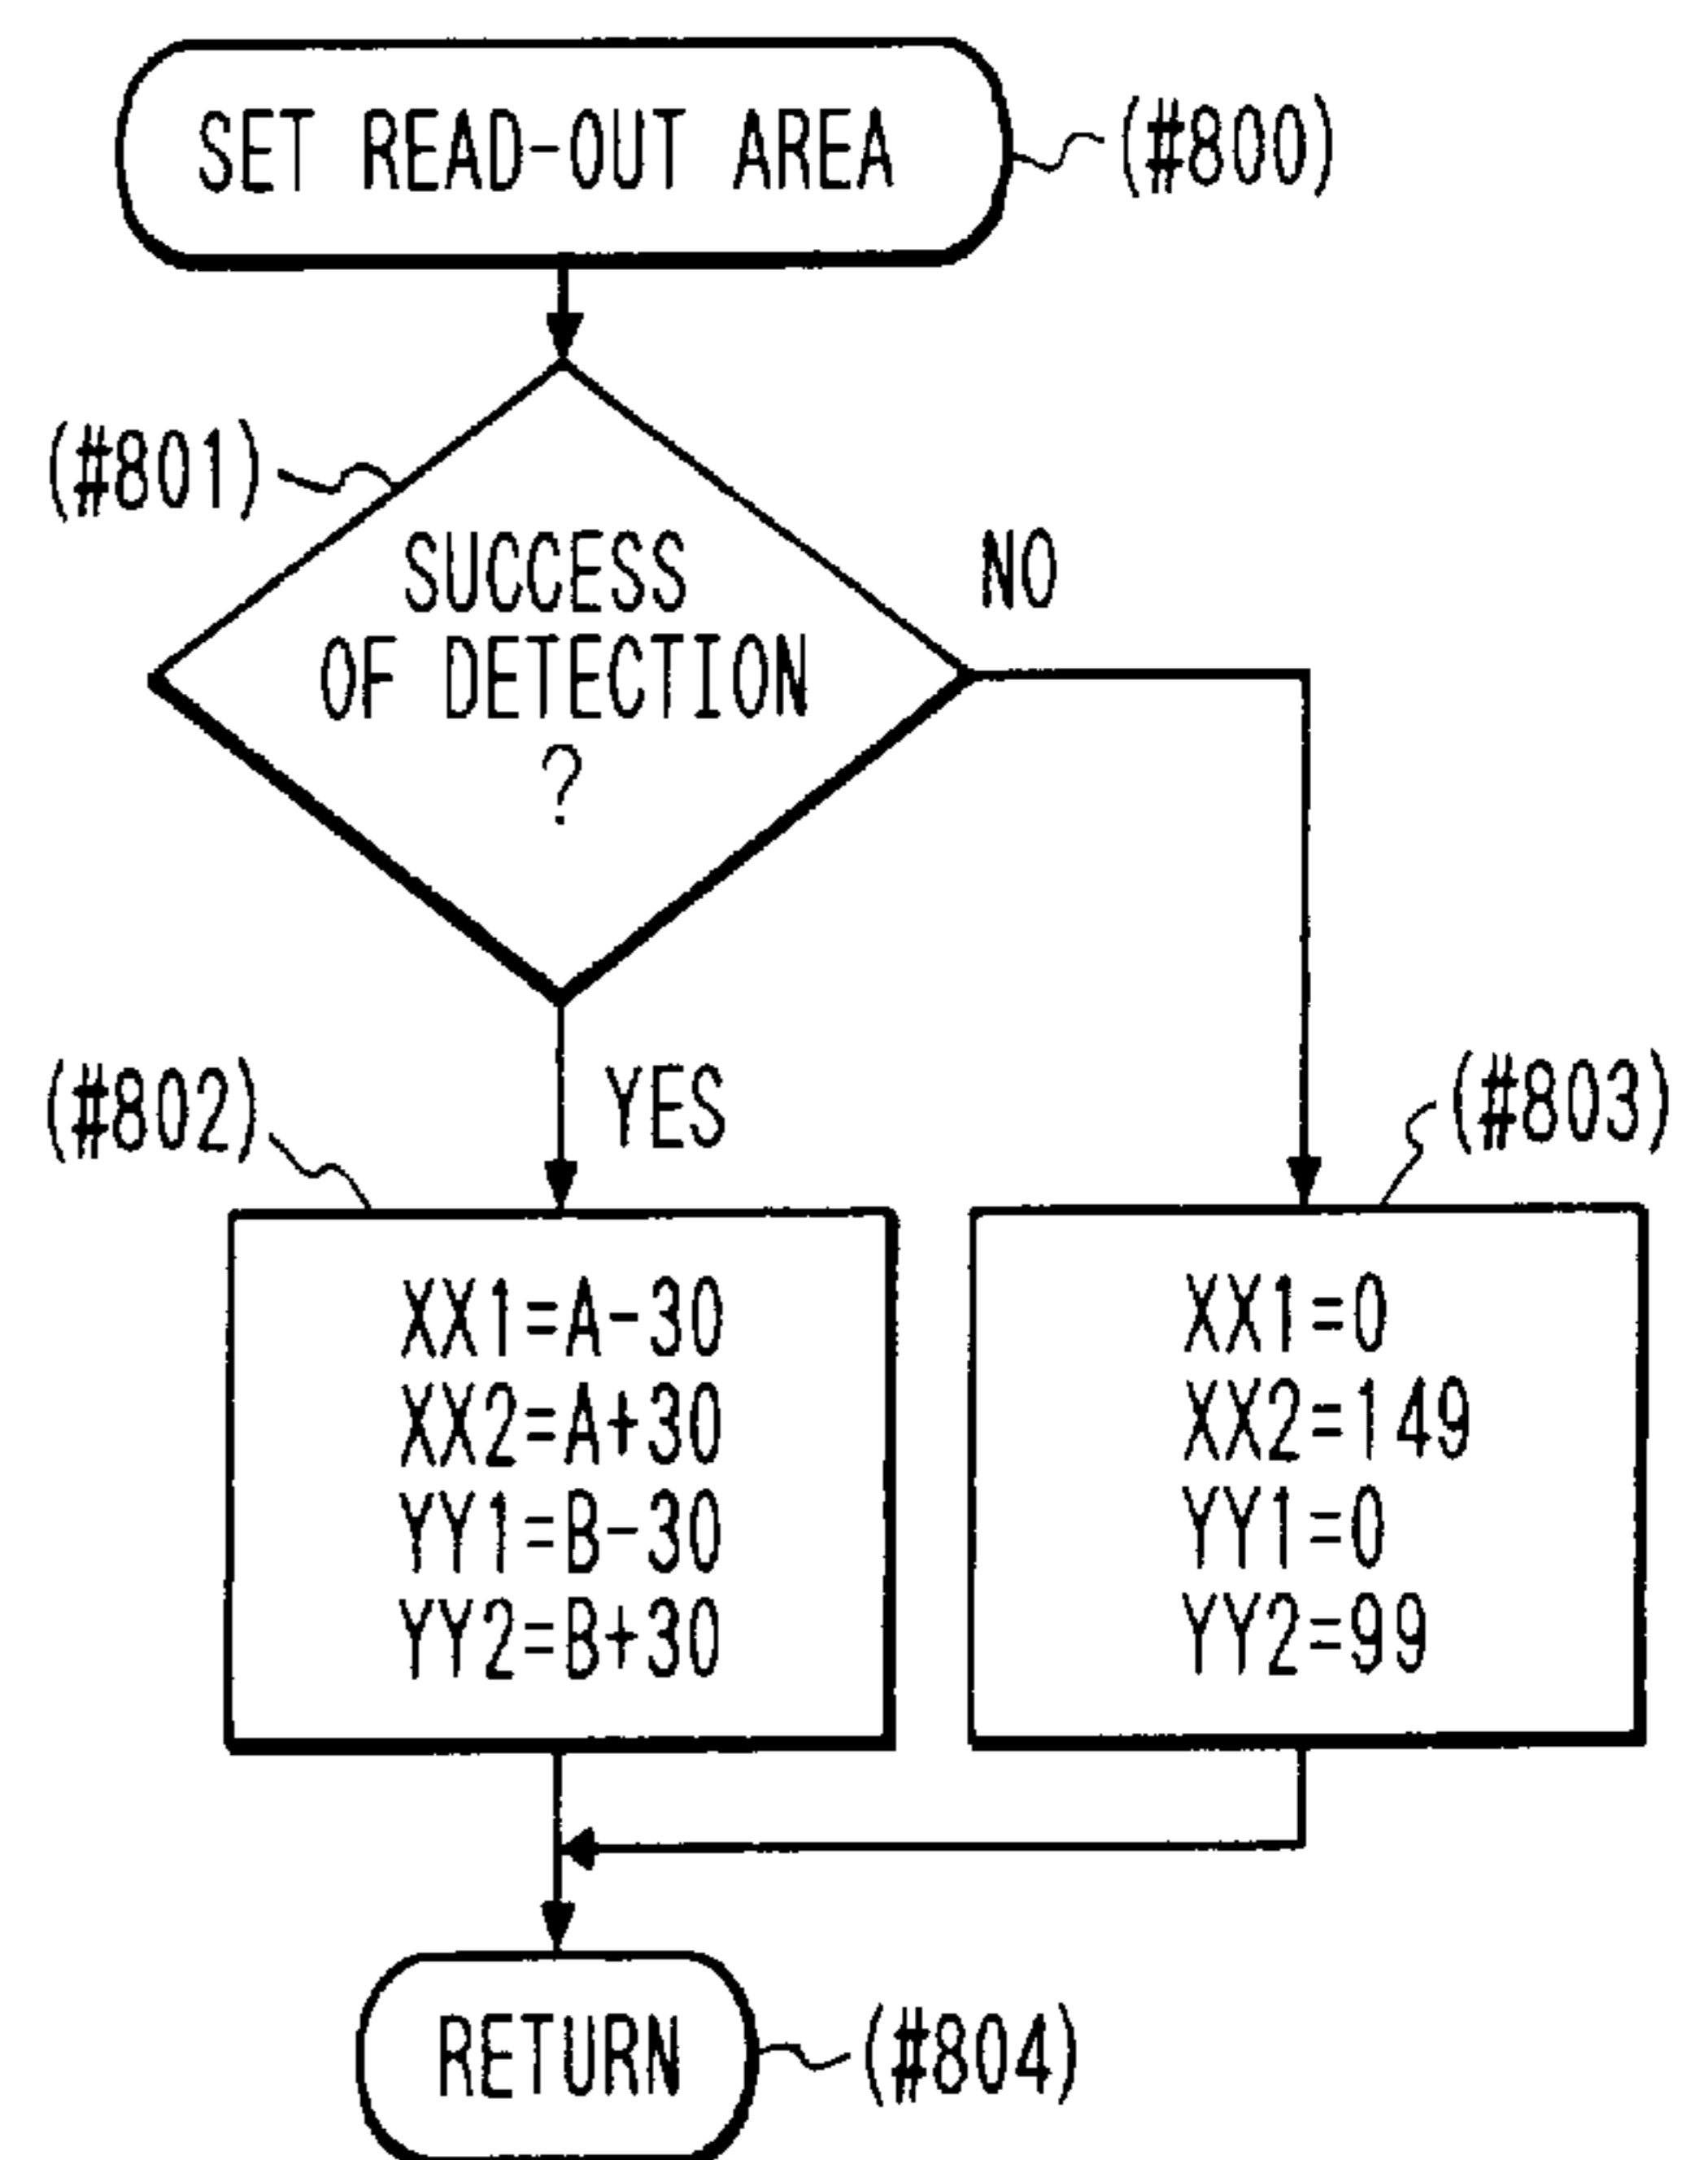 SET READ-OUT AREA
(#800)
(#801)
SUCCESS
OF DETECTION
?
NO
YES
(#802)
XX1=A-30
XX2=A+30
YY1=B-30
YY2=B+30
(#803)
XX1=0
XX2=149
YY1=0
YY2=99
RETURN
(#804)